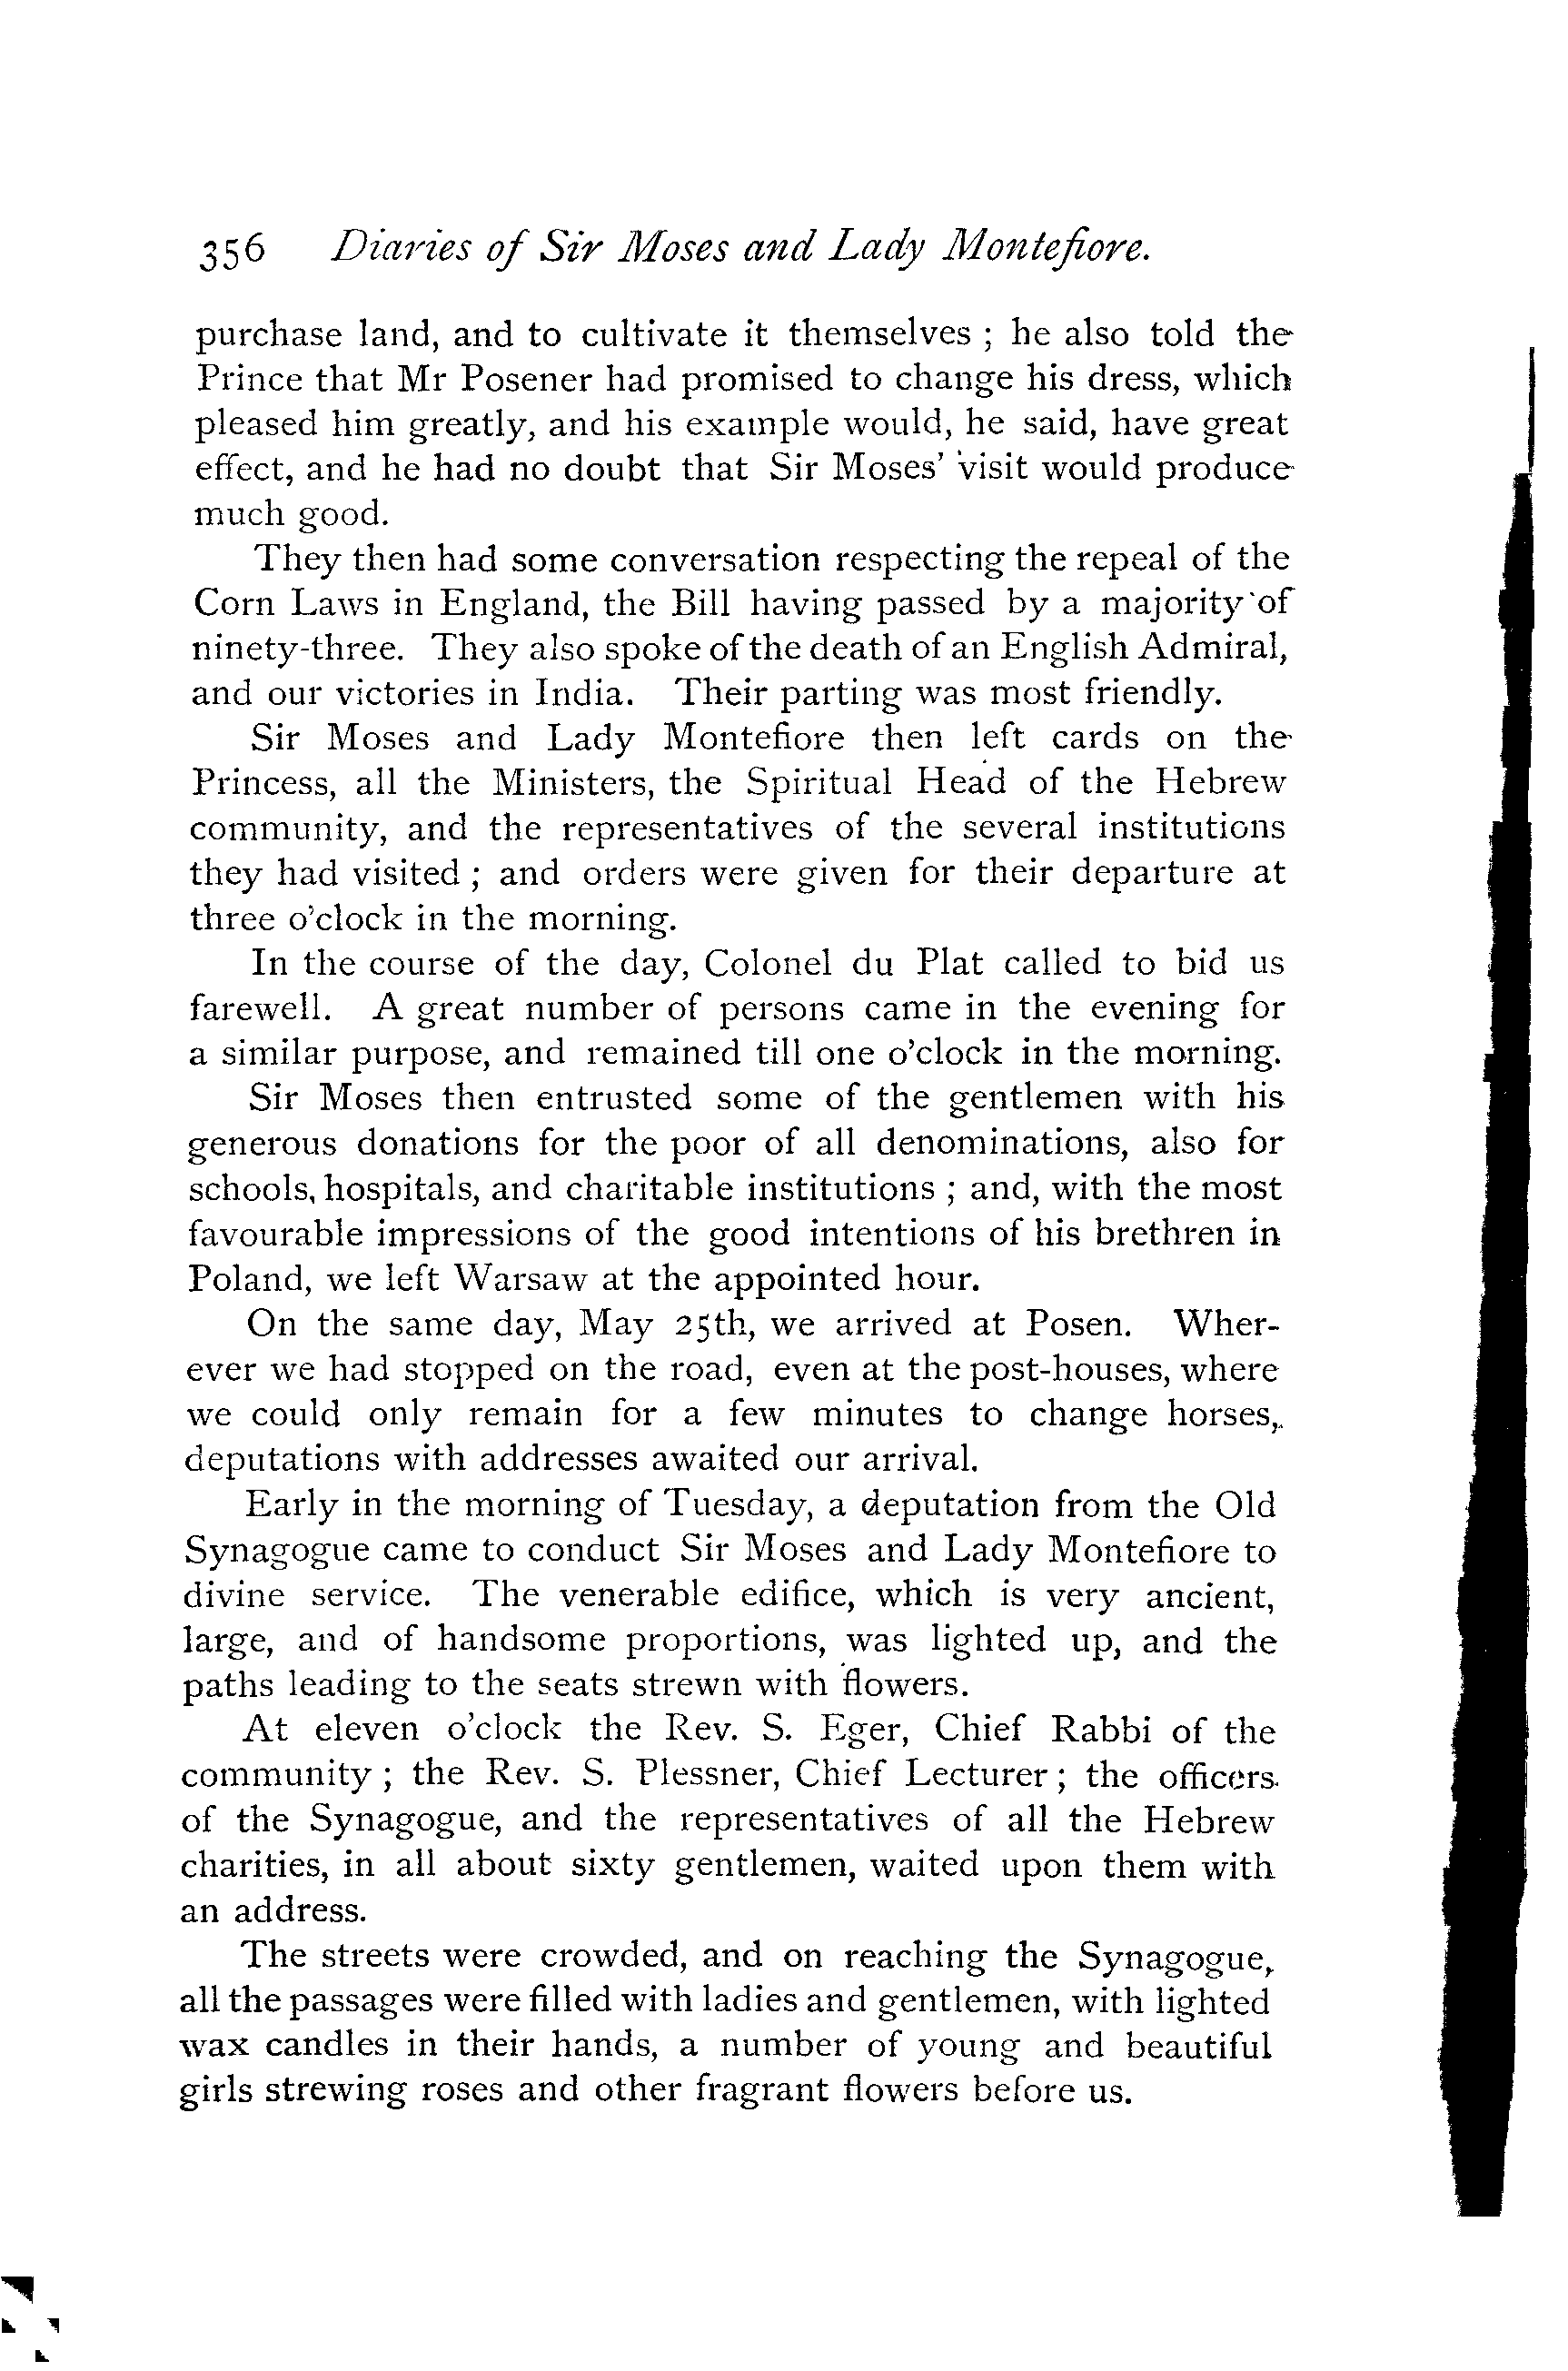 356 Diaries of Sir Moses and Lady Montefiore.
purchase land, and to cultivate it themselves ; he also told the
Prince that Mr Posener had promised to change his dress, which
pleased him greatly, and his example would, he said, have great
effect, and he had no doubt that Sir Moses' visit would produce
much good.
They then had some conversation respecting the repeal of the
Corn Laws in England, the Bill having passed by a majority of
ninety-three. They also spoke of the death of an English Admiral,
and our victories in India. Their parting was most friendly.
Sir Moses and Lady Montefiore then left cards on the
Princess, all the Ministers, the Spiritual Head of the Hebrew
community, and the representatives of the several institutions
they had visited ; and orders were given for their departure at
three o'clock in the morning.
In the course of the day, Colonel du Plat called to bid us
farewell. A great number of persons came in the evening for
a similar purpose, and remained till one o'clock in the morning.
Sir Moses then entrusted some of the gentlemen with his
generous donations for the poor of all denominations, also for
schools, hospitals, and charitable institutions ; and, with the most
favourable impressions of the good intentions of his brethren in
Poland, we left Warsaw at the appointed hour.
On the same day, May 25th, we arrived at Posen. Wher-
ever we had stopped on the road, even at the post-houses, where
we could only remain for a few minutes to change horses,
deputations with addresses awaited our arrival.
Early in the morning of Tuesday, a deputation from the Old
Synagogue came to conduct Sir Moses and Lady Montefiore to
divine service. The venerable edifice, which is very ancient,
large, and of handsome proportions, was lighted up, and the
paths leading to the seats strewn with flowers.
At eleven o'clock the Rev. S. Eger, Chief Rabbi of the
community ; the Rev. S. Plessner, Chief Lecturer ; the officers
of the Synagogue, and the representatives of all the Hebrew
charities, in all about sixty gentlemen, waited upon them with
an address.
The streets were crowded, and on reaching the Synagogue,
all the passages were filled with ladies and gentlemen, with lighted
wax candles in their hands, a number of young and beautiful
girls strewing roses and other fragrant flowers before us.